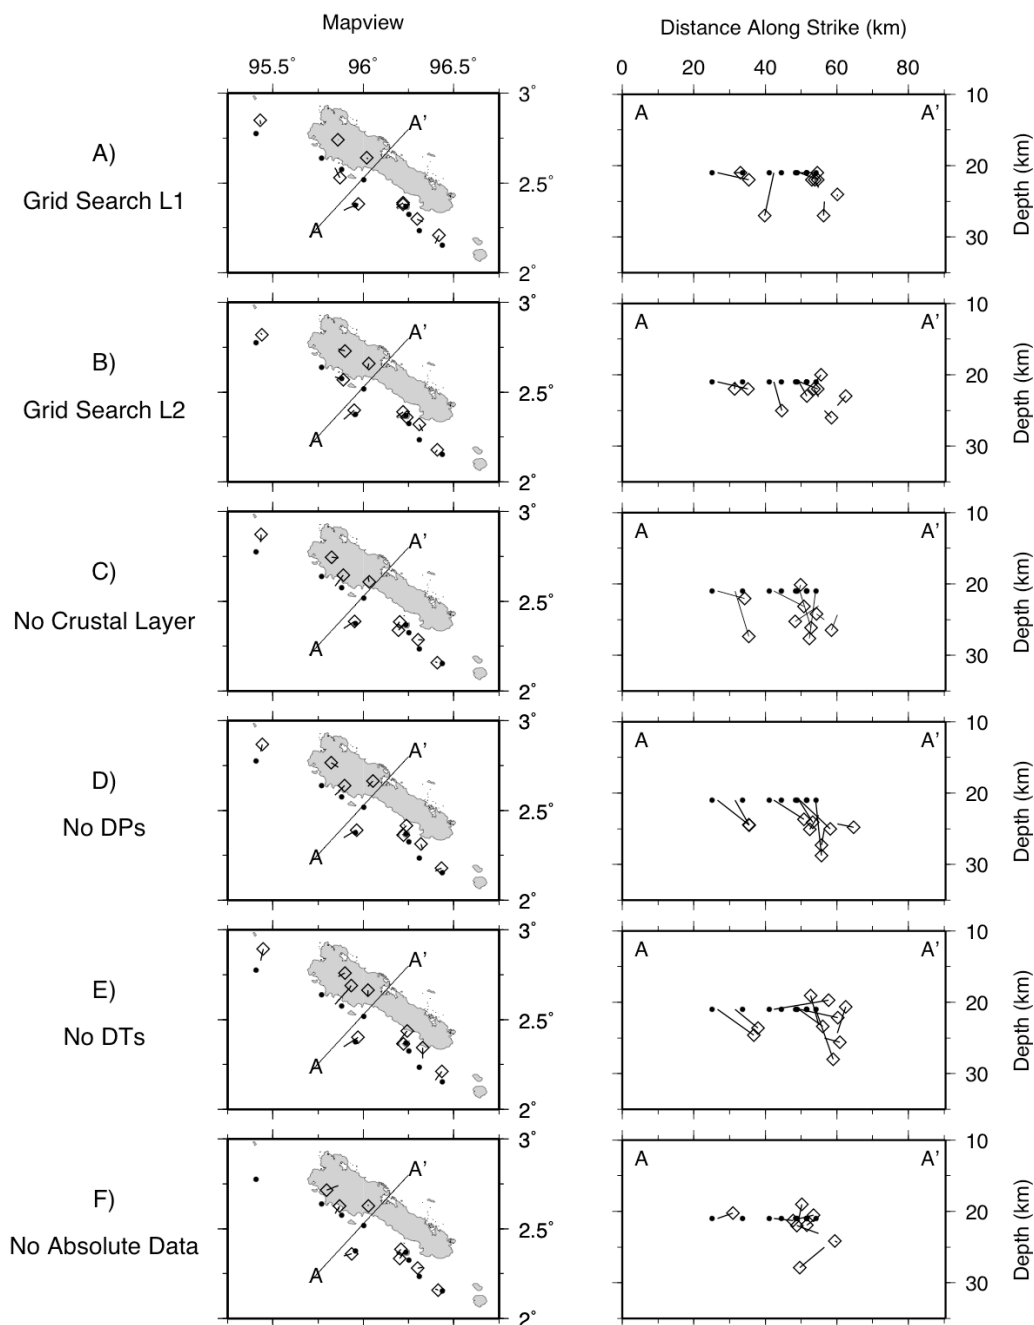 Mapview
Distance Along Strike (km)
95.5˚ 96˚ 96.5˚
0 20 40 60 80
A)
Grid Search L1
A
A'
3˚
2.5˚
2˚
A
A'
10
20
30
Depth (km)
B)
Grid Search L2
A
A'
3˚
2.5˚
2˚
A
A'
10
20
30
Depth (km)
C)
No Crustal Layer
A
A'
3˚
2.5˚
2˚
A
A'
10
20
30
Depth (km)
D)
No DPs
A
A'
3˚
2.5˚
2˚
A
A'
10
20
30
Depth (km)
E)
No DTs
A
A'
3˚
2.5˚
2˚
A
A'
10
20
30
Depth (km)
F)
No Absolute Data
A
A'
3˚
2.5˚
2˚
A
A'
10
20
30
Depth (km)